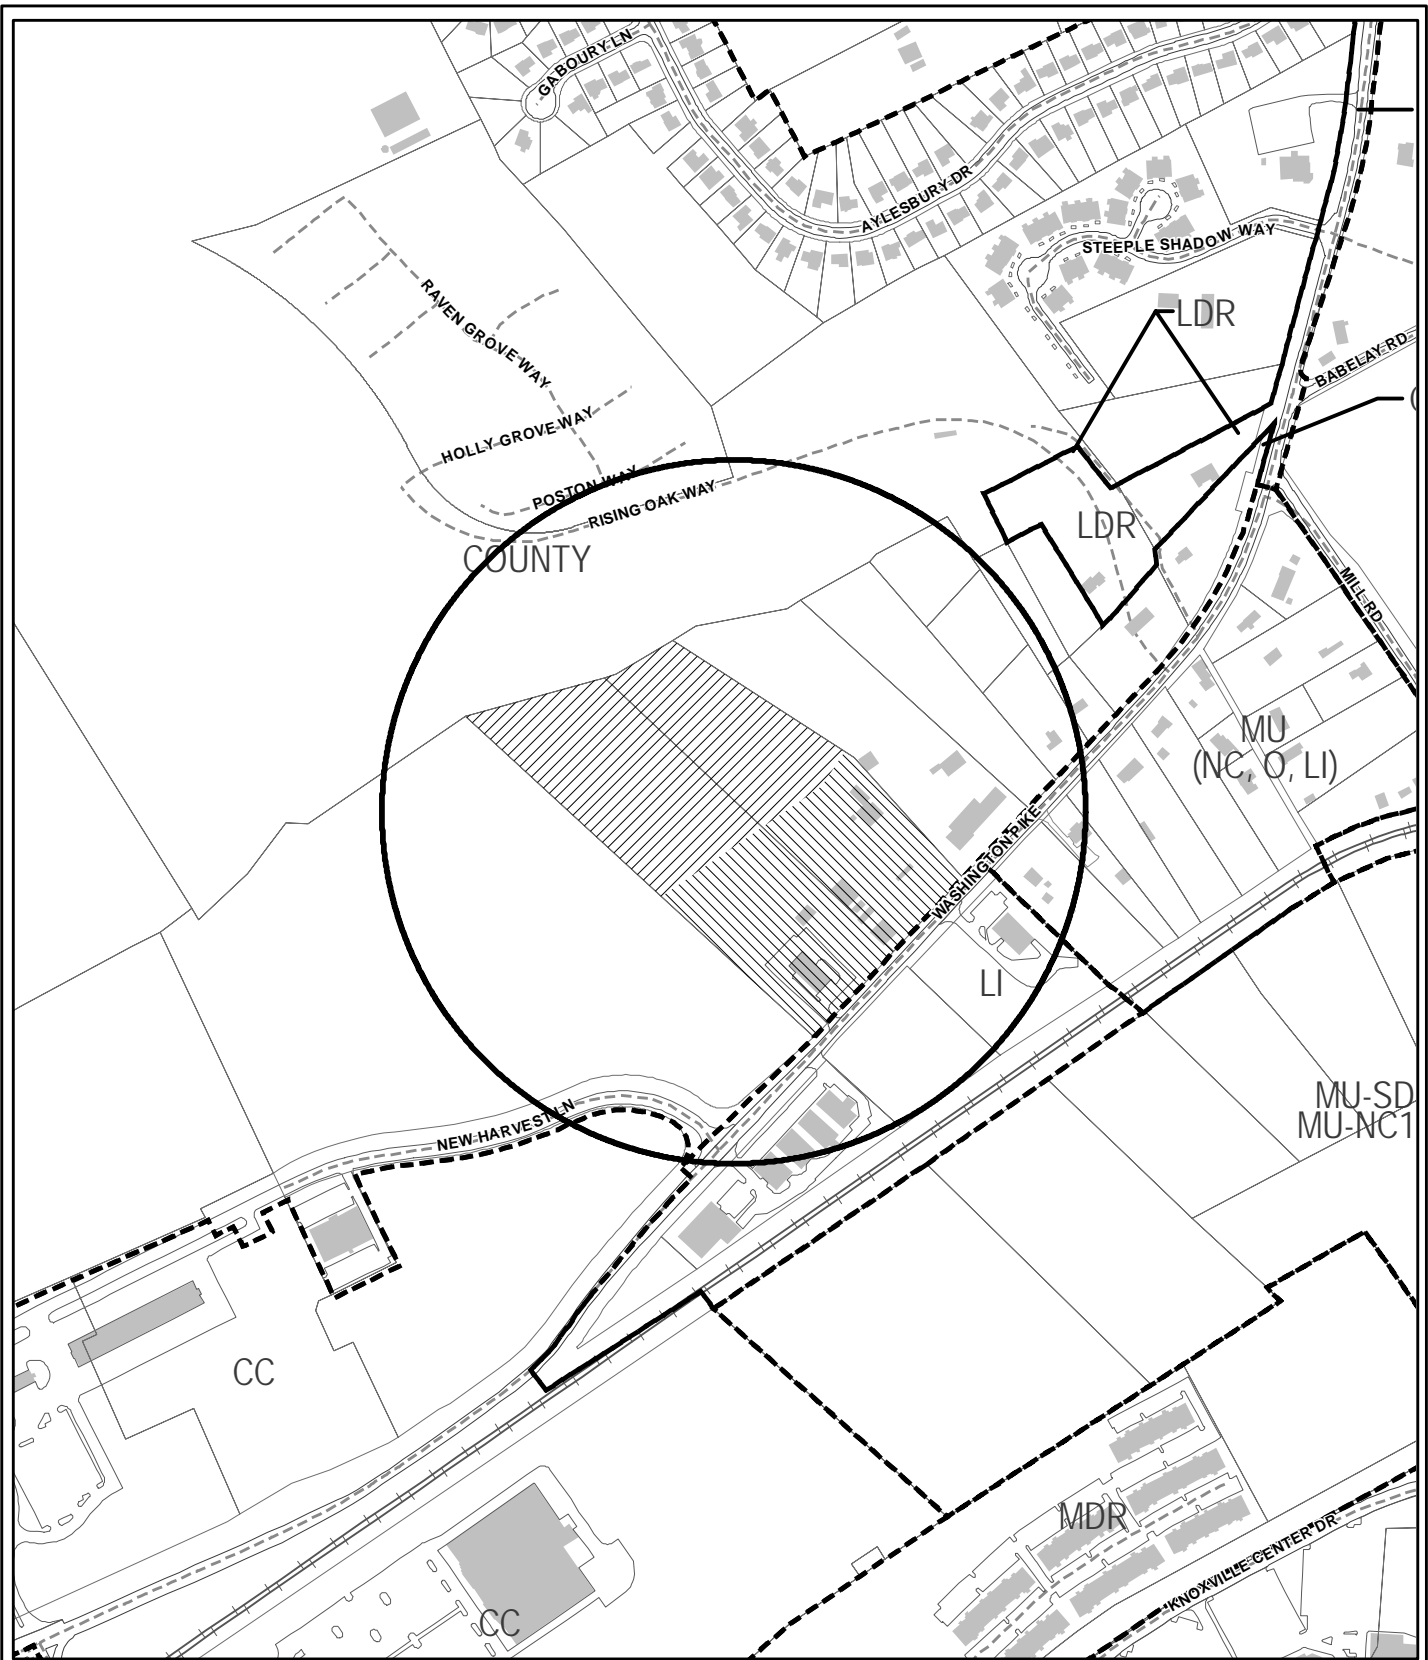 GABOURY LN
AYLESBURY DR
STEEPLE SHADOW WAY
RAVEN GROVE WAY
LDR
BABELAY RD
HOLLY GROVE WAY
POSTON WAY
RISING OAK WAY
LDR
COUNTY
MILL RD
MU
(NC, O, LI)
WASHINGTON PIKE
LI
MU-SD
MU-NC1
NEW HARVEST LN
CC
MDR
KNOXVILLE CENTER DR
CC